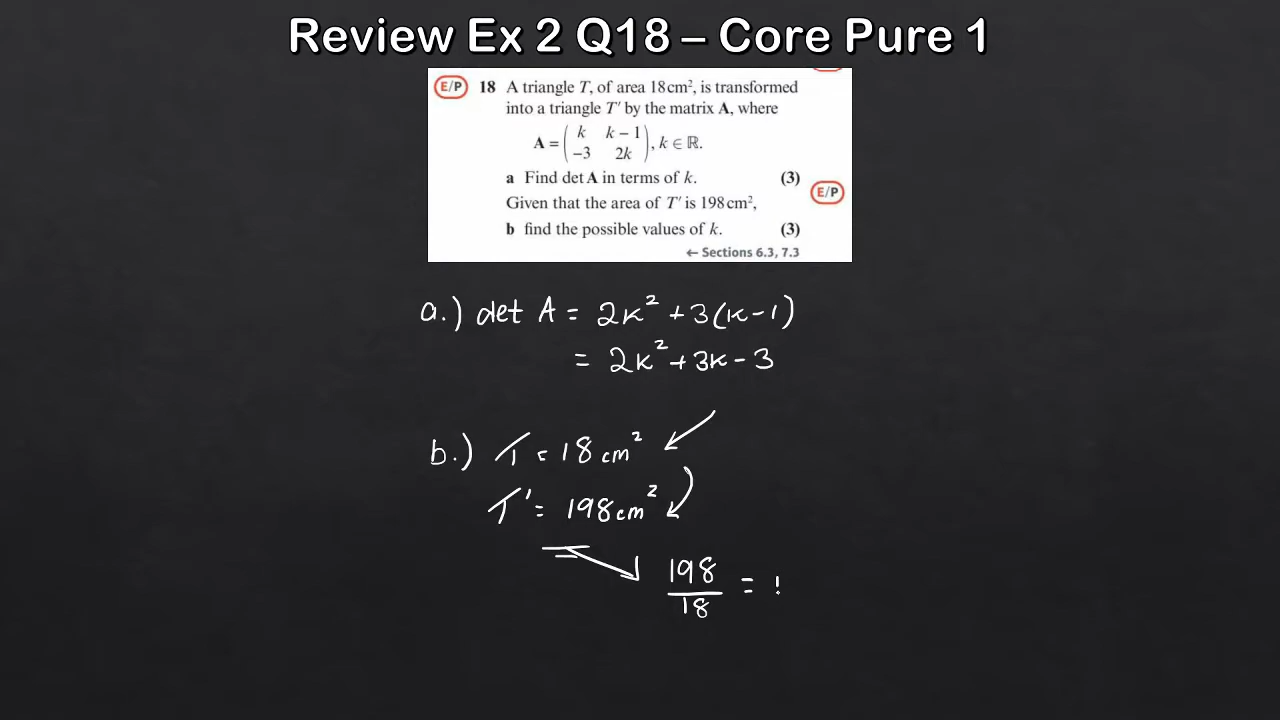 Review Ex 2 Q18 – Core Pure 1
E/P 18 A triangle T, of area 18 cm², is transformed
into a triangle T′ by the matrix A, where
A = ( k k − 1
−3 2k ), k ∈ ℝ.
a Find det A in terms of k. (3)
E/P
Given that the area of T′ is 198 cm²,
b find the possible values of k. (3)
← Sections 6.3, 7.3
a.) det A = 2k² + 3(k − 1)
= 2k² + 3k − 3
b.) T = 18 cm²
T' = 198 cm²
198
— =
18